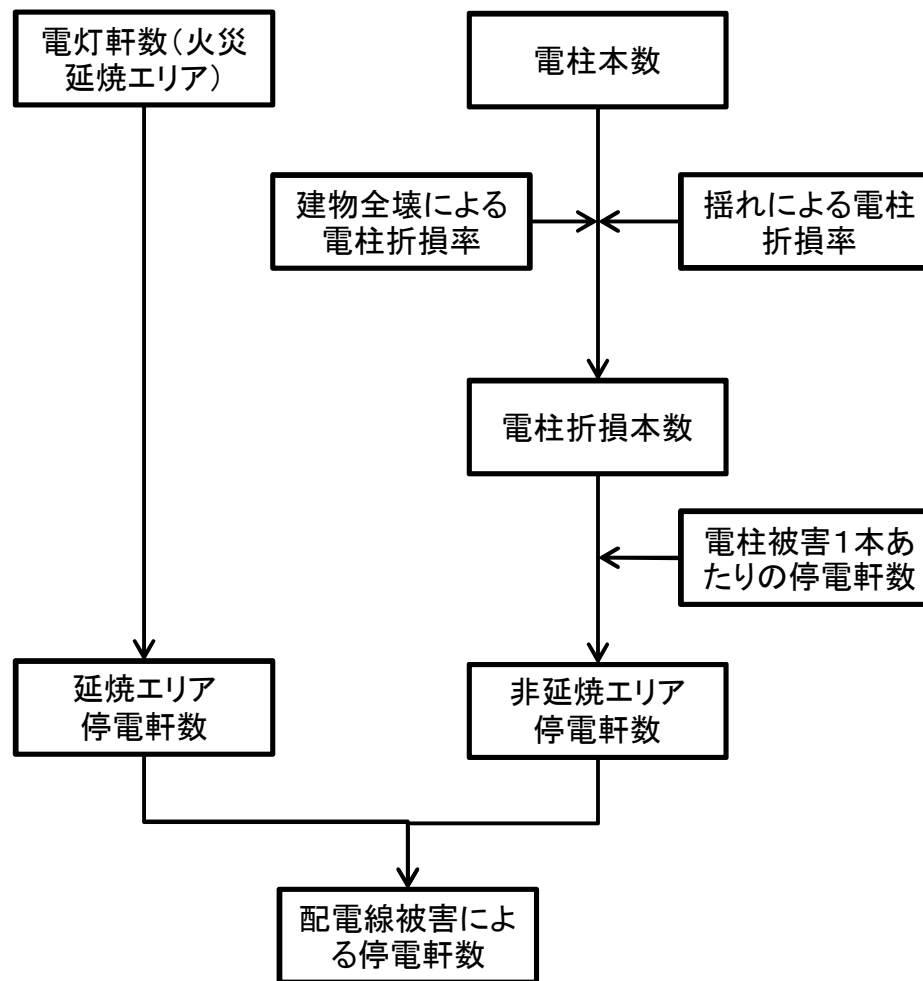 電灯軒数（火災
延焼エリア）
電柱本数
建物全壊による
電柱折損率
揺れによる電柱
折損率
電柱折損本数
電柱被害１本あ
たりの停電軒数
延焼エリア
停電軒数
非延焼エリア
停電軒数
配電線被害によ
る停電軒数